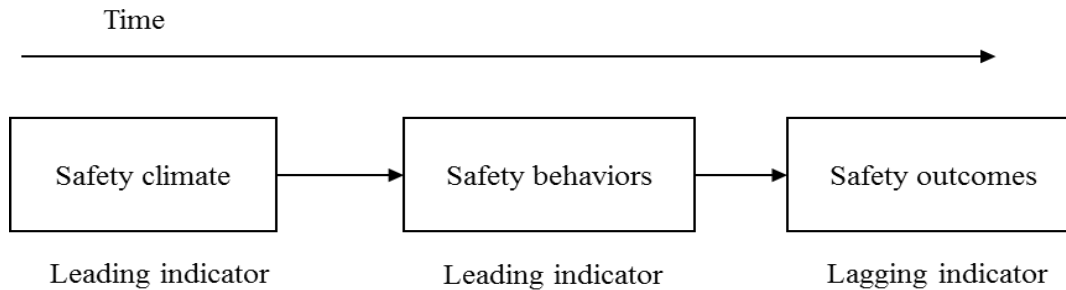 Time
Safety climate
Safety behaviors
Safety outcomes
Leading indicator
Leading indicator
Lagging indicator